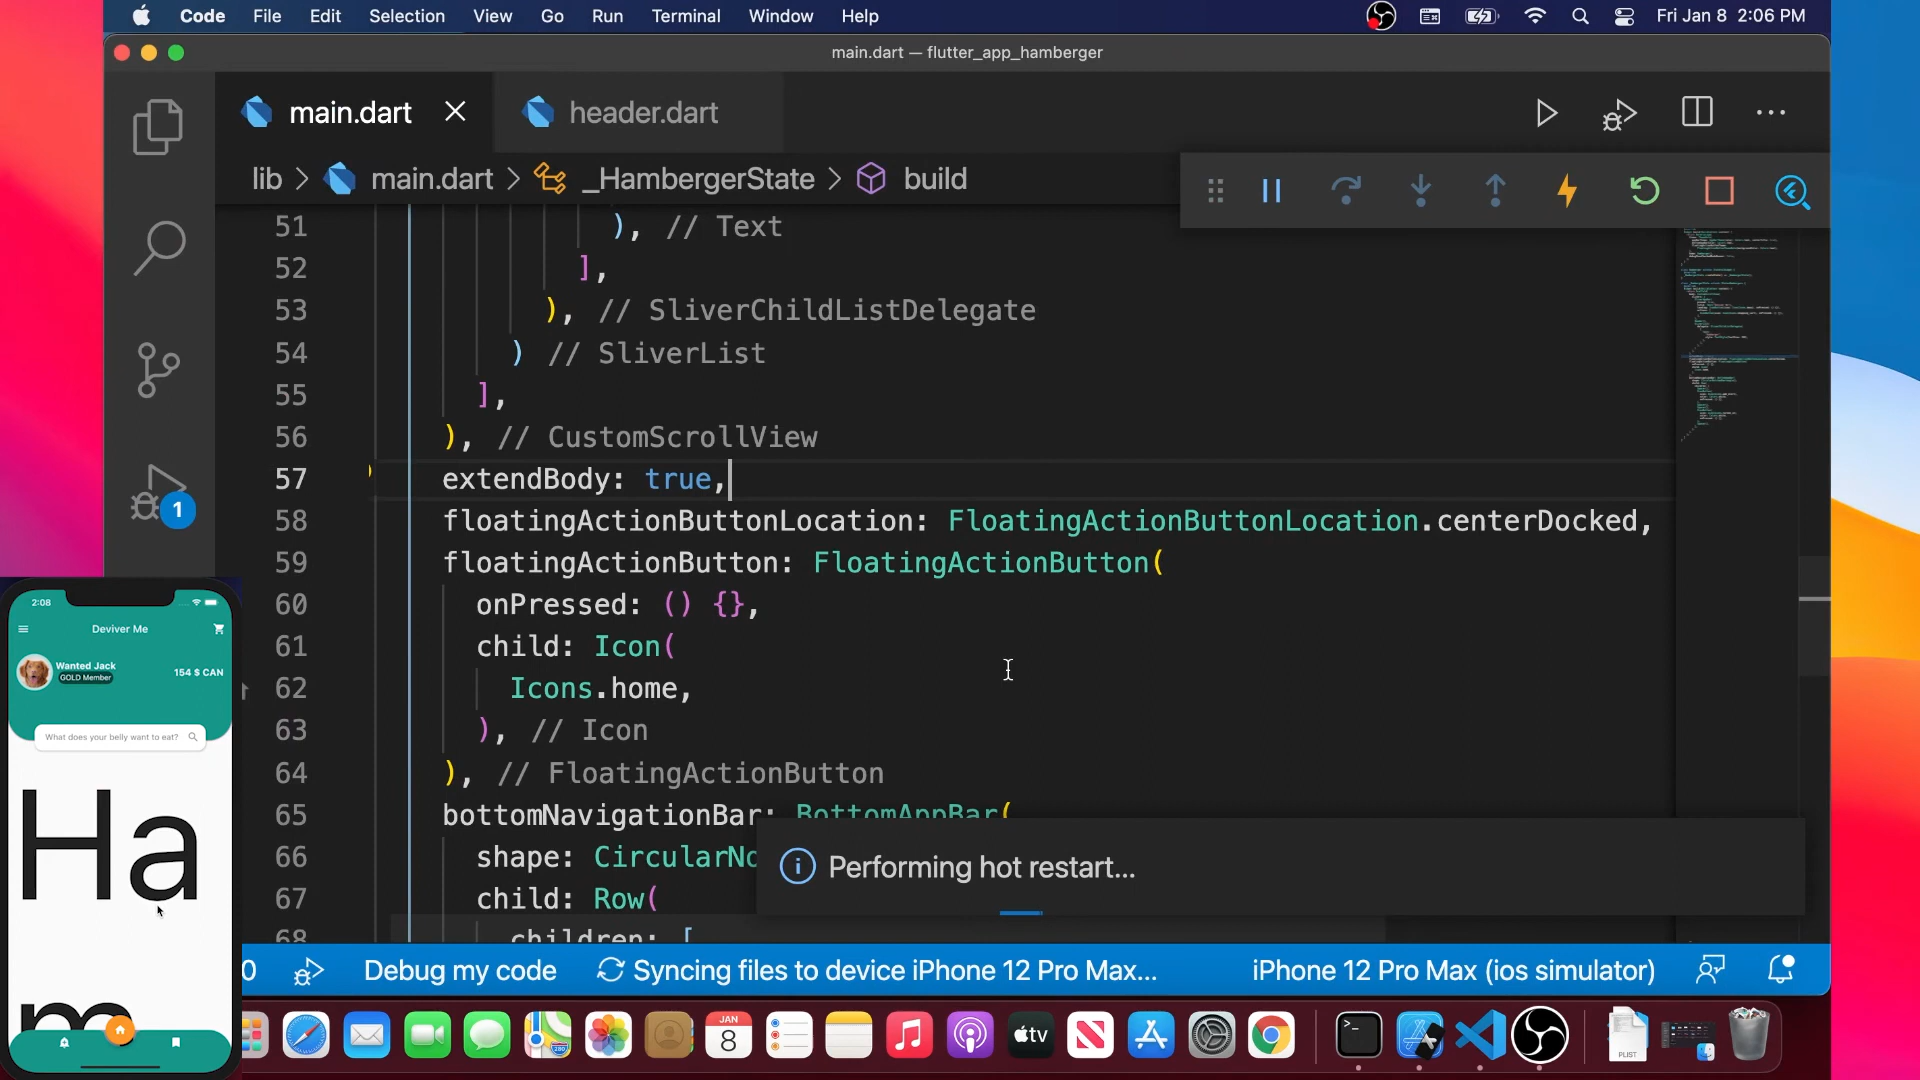 Code File Edit Selection View Go Run Terminal Window Help Fri Jan 8 2:06 PM
main.dart — flutter_app_hamberger
main.dart header.dart
lib > main.dart > _HambergerState > build
51 ), // Text
52 ],
53 ), // SliverChildListDelegate
54 ) // SliverList
55 ],
56 ), // CustomScrollView
57 extendBody: true,
58 floatingActionButtonLocation: FloatingActionButtonLocation.centerDocked,
59 floatingActionButton: FloatingActionButton(
60 onPressed: () {},
61 child: Icon(
62 Icons.home,
63 ), // Icon
64 ), // FloatingActionButton
65 bottomNavigationBar: BottomAppBar(
66 shape: CircularNo
67 child: Row(
68 children: [
Performing hot restart...
1
0 Debug my code Syncing files to device iPhone 12 Pro Max... iPhone 12 Pro Max (ios simulator)
2:08
Deviver Me
Wanted Jack
GOLD Member
154 $ CAN
What does your belly want to eat?
Ha
m
JAN
8
tv
PLIST